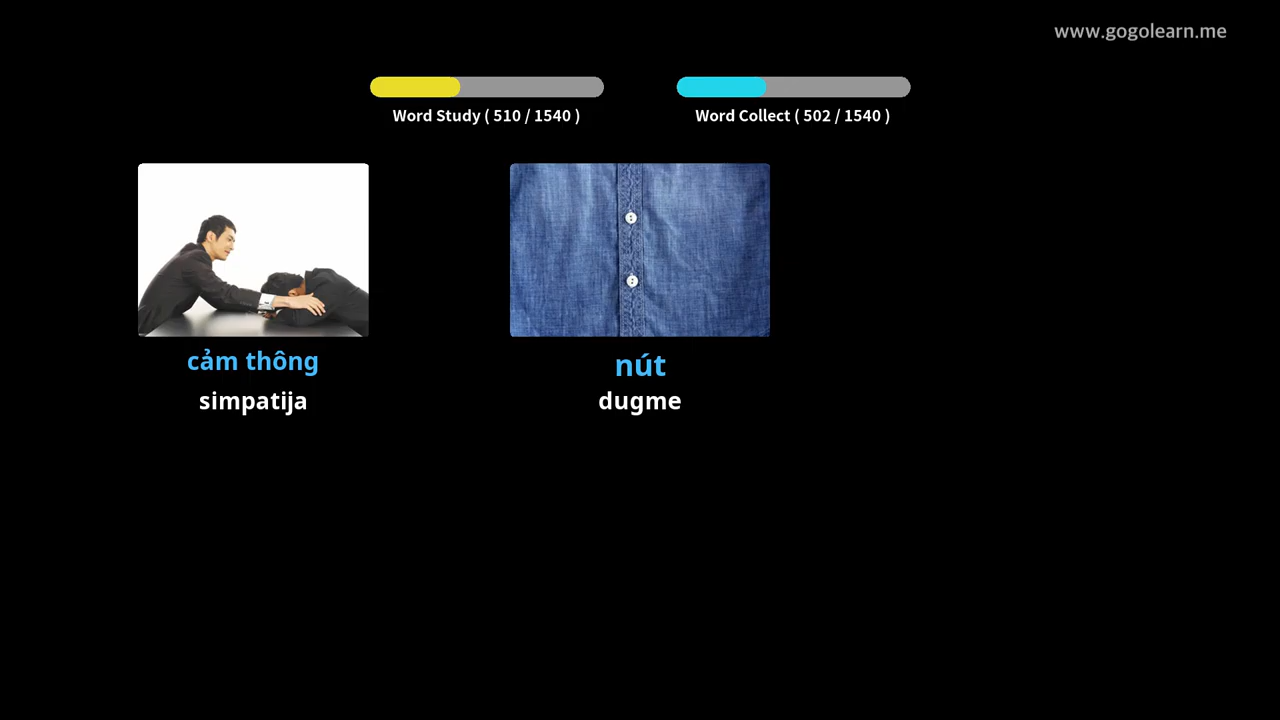 www.gogolearn.me
Word Study ( 510 / 1540 )
Word Collect ( 502 / 1540 )
cảm thông
simpatija
nút
dugme